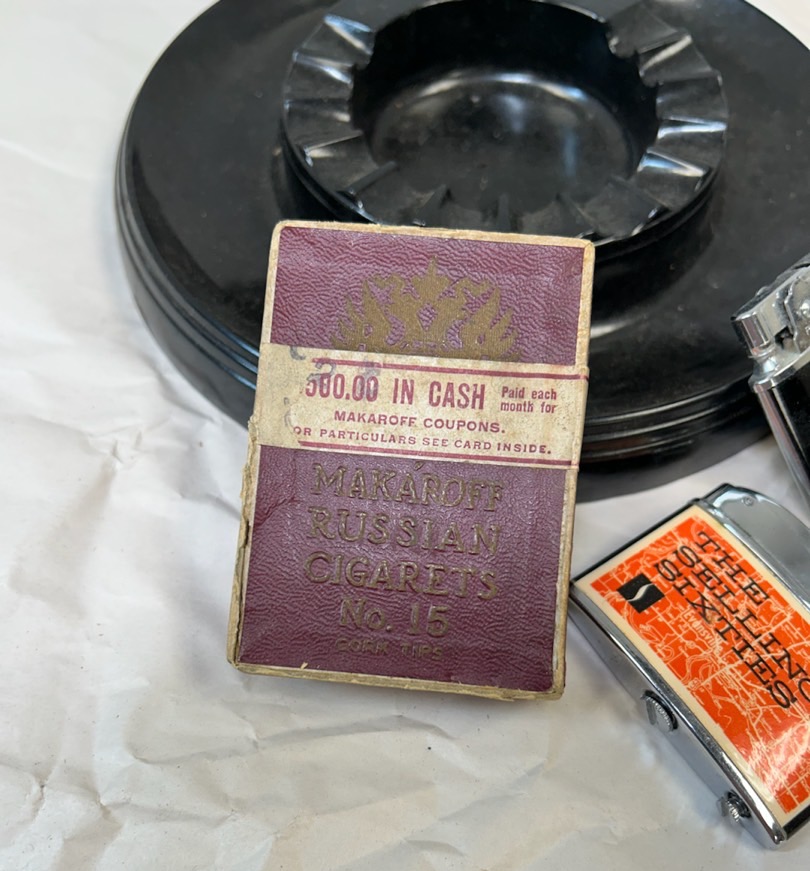 500.00 IN CASH Paid each
month for
MAKAROFF COUPONS.
OR PARTICULARS SEE CARD INSIDE.
MAKAROFF
RUSSIAN
CIGARETS
No. 15
CORK TIPS
THE
SELLING
SIXTIES